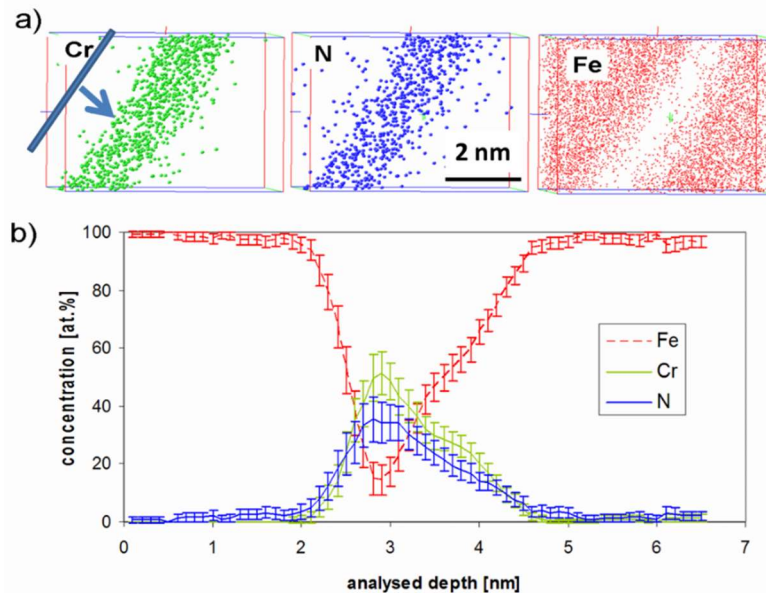 a)
Cr
N
Fe
2 nm
b)
100
80
60
40
20
0
concentration [at.%]
Fe
Cr
N
0 1 2 3 4 5 6 7
analysed depth [nm]